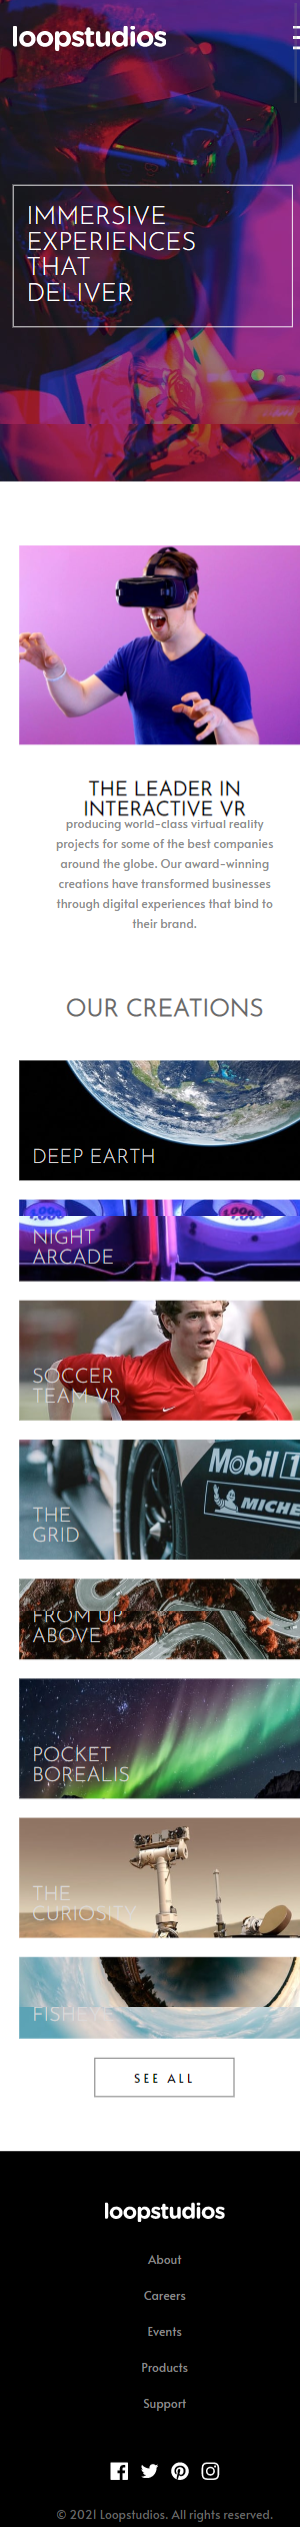 loopstudios
IMMERSIVE
EXPERIENCES
THAT
DELIVER
THE LEADER IN
INTERACTIVE VR
producing world-class virtual reality
projects for some of the best companies
around the globe. Our award-winning
creations have transformed businesses
through digital experiences that bind to
their brand.
OUR CREATIONS
DEEP EARTH
NIGHT
ARCADE
SOCCER
TEAM VR
Mobil 1
MICHE
THE
GRID
FROM UP
ABOVE
POCKET
BOREALIS
THE
CURIOSITY
FISHEYE
SEE ALL
loopstudios
About
Careers
Events
Products
Support
© 2021 Loopstudios. All rights reserved.